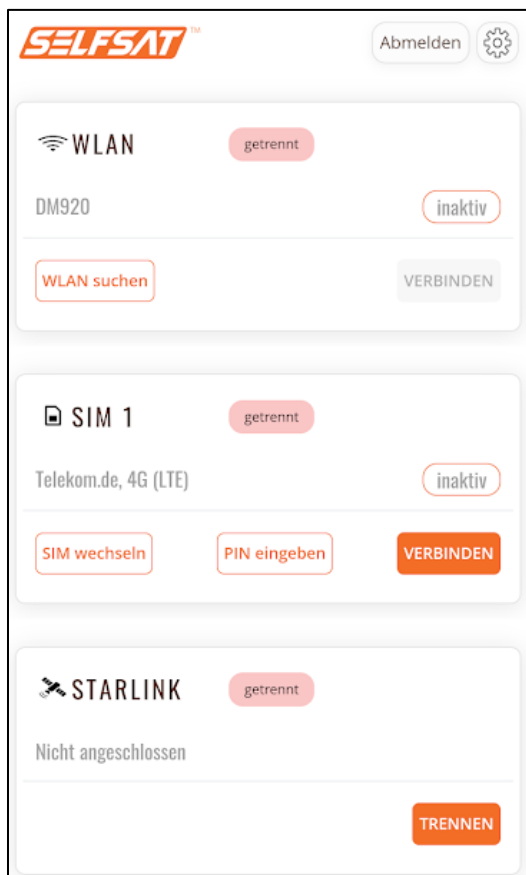 SELFSAT™
Abmelden
WLAN
getrennt
DM920
inaktiv
WLAN suchen
VERBINDEN
SIM 1
getrennt
Telekom.de, 4G (LTE)
inaktiv
SIM wechseln
PIN eingeben
VERBINDEN
STARLINK
getrennt
Nicht angeschlossen
TRENNEN